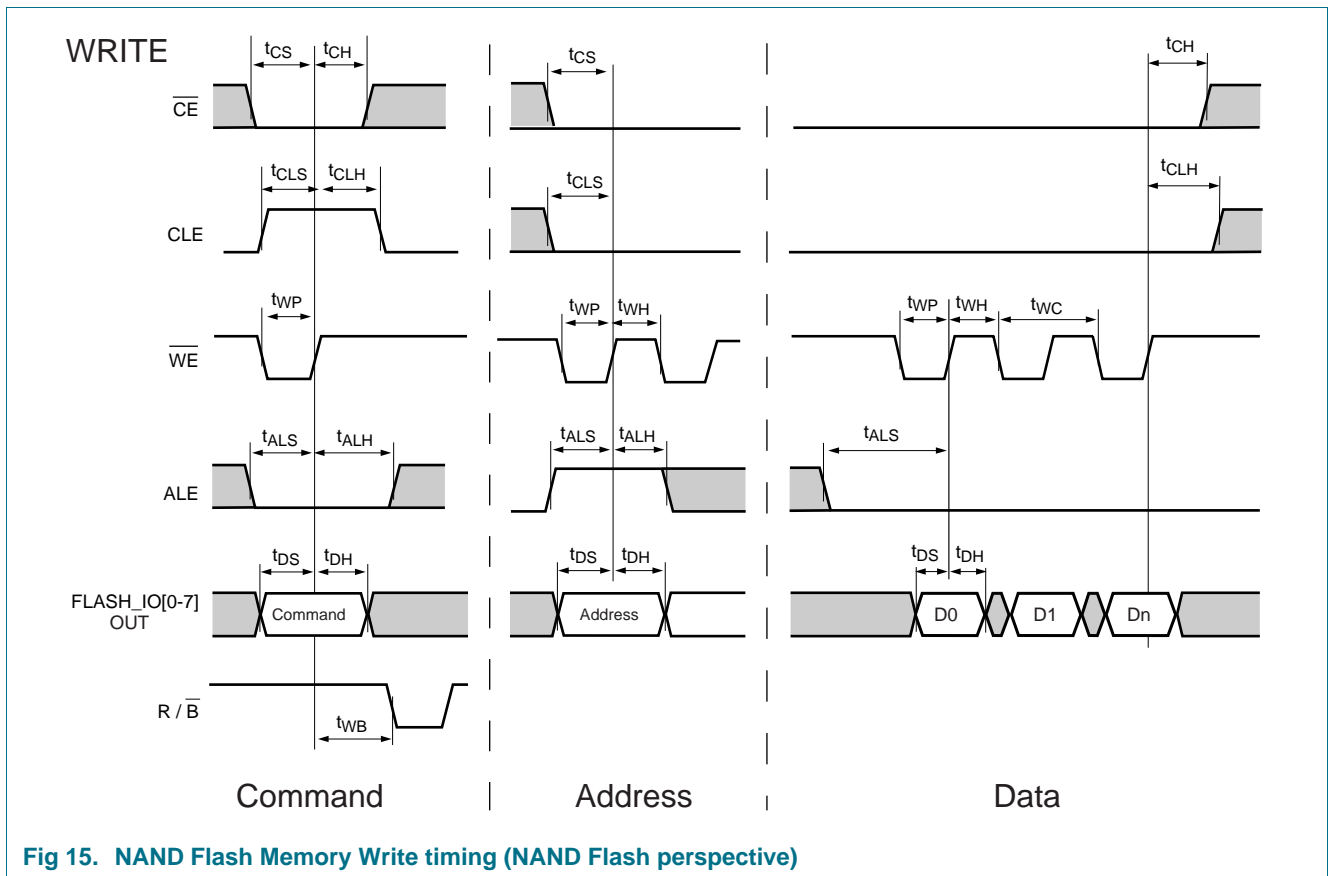 WRITE
tCS tCH tCS tCH
CE
tCLS tCLH tCLS tCLH
CLE
tWP tWP tWH tWP tWH tWC
WE
tALS tALH tALS tALH tALS
ALE
tDS tDH tDS tDH tDS tDH
FLASH_IO[0-7]
OUT
Command Address D0 D1 Dn
R / B
tWB
Command Address Data
Fig 15. NAND Flash Memory Write timing (NAND Flash perspective)